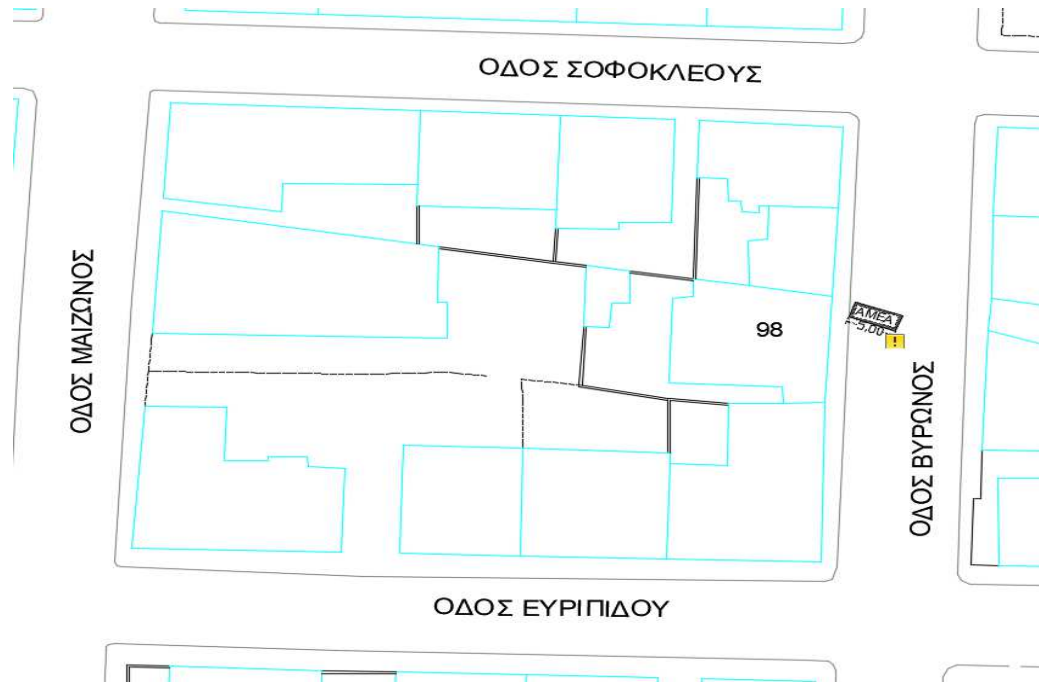 ΟΔΟΣ ΣΟΦΟΚΛΕΟΥΣ
ΟΔΟΣ ΜΑΙΖΩΝΟΣ
98
ΑΜΕΑ
5,00
!
ΟΔΟΣ ΒΥΡΩΝΟΣ
ΟΔΟΣ ΕΥΡΙΠΙΔΟΥ